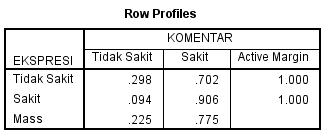 Row Profiles
EKSPRESI KOMENTAR
Tidak Sakit Sakit Active Margin
Tidak Sakit .298 .702 1.000
Sakit .094 .906 1.000
Mass .225 .775